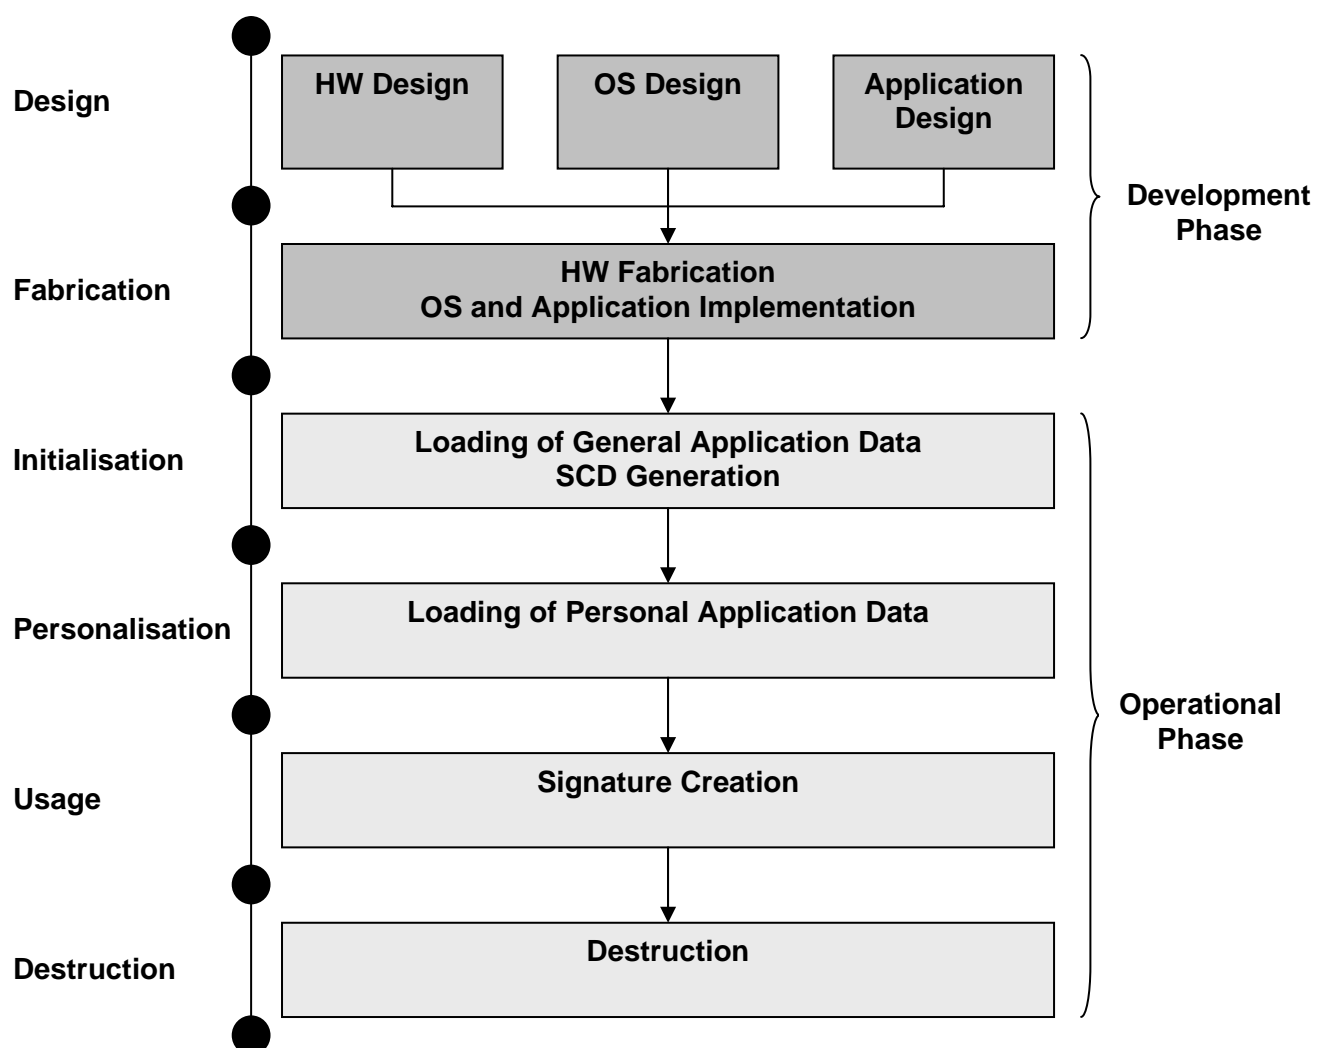 Design
HW Design
OS Design
Application
Design
Development
Phase
Fabrication
HW Fabrication
OS and Application Implementation
Initialisation
Loading of General Application Data
SCD Generation
Personalisation
Loading of Personal Application Data
Operational
Phase
Usage
Signature Creation
Destruction
Destruction